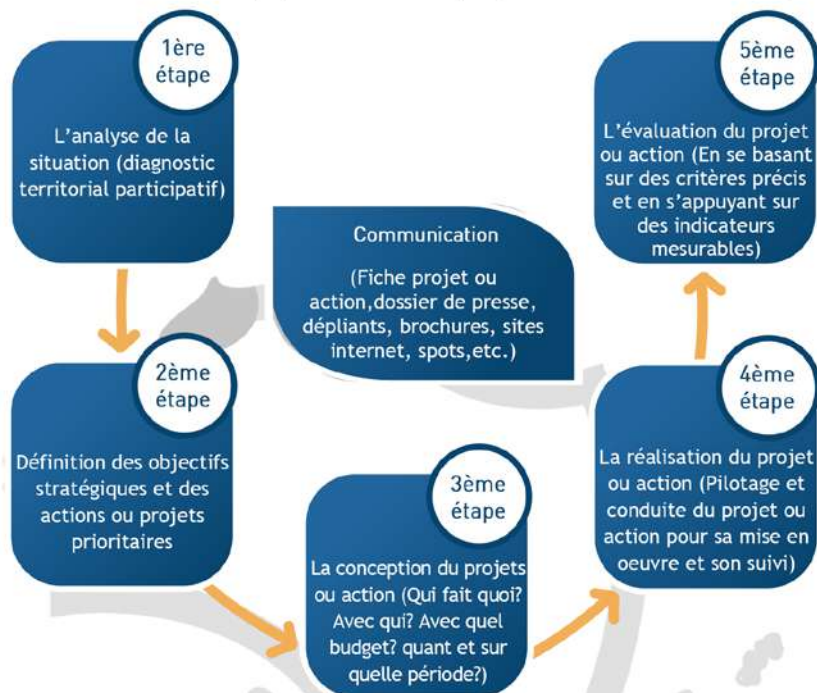 1ère
étape
L'analyse de la
situation (diagnostic
territorial participatif)
2ème
étape
Définition des objectifs
stratégiques et des
actions ou projets
prioritaires
3ème
étape
La conception du projets
ou action (Qui fait quoi?
Avec qui? Avec quel
budget? quant et sur
quelle période?)
4ème
étape
La réalisation du projet
ou action (Pilotage et
conduite du projet ou
action pour sa mise en
oeuvre et son suivi)
5ème
étape
L'évaluation du projet
ou action (En se basant
sur des critères précis
et en s'appuyant sur
des indicateurs
mesurables)
Communication
(Fiche projet ou
action,dossier de presse,
dépliants, brochures, sites
internet, spots,etc.)